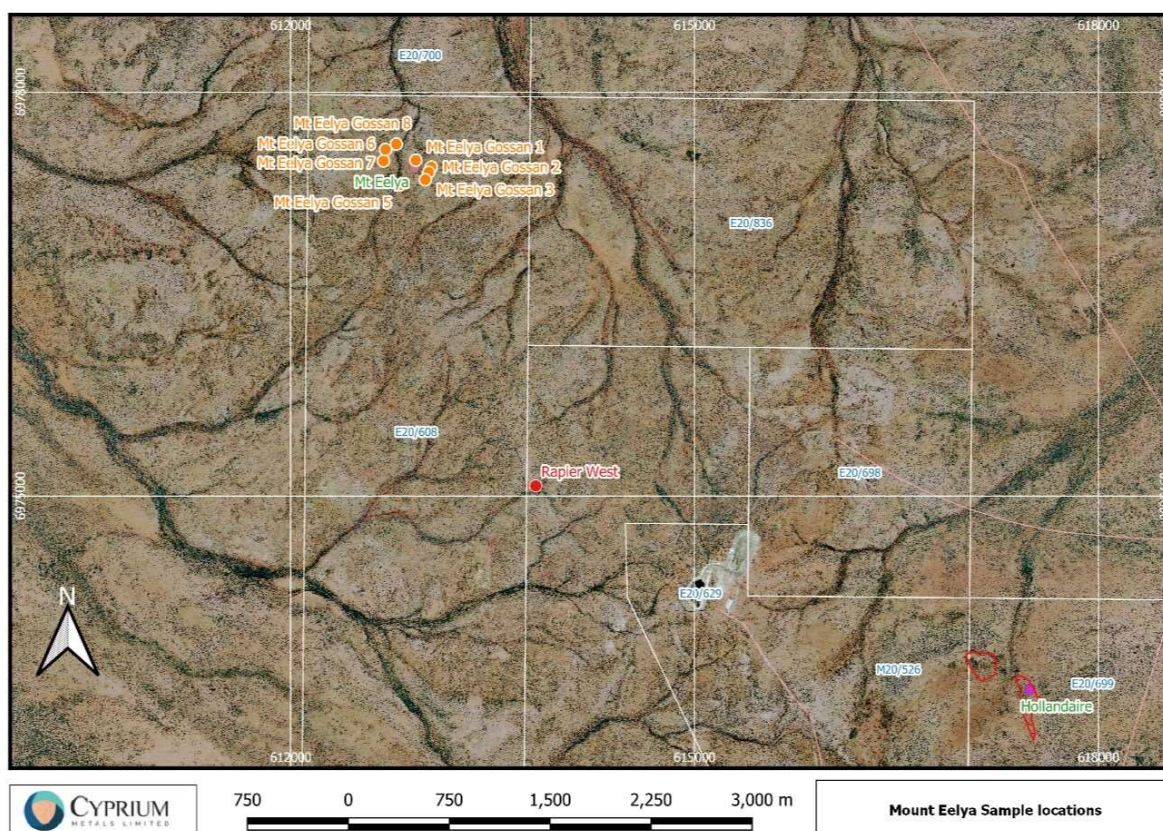 612000
615000
618000
E20/700
6978000
Mt Eelya Gossan 8
Mt Eelya Gossan 6
Mt Eelya Gossan 1
Mt Eelya Gossan 7
Mt Eelya Gossan 2
Mt Eelya
Mt Eelya Gossan 3
Mt Eelya Gossan 5
E20/836
E20/608
Rapier West
E20/698
6975000
E20/629
N
M20/526
E20/699
Hollandaire
612000
615000
618000
CYPRIUM
METALS LIMITED
750 0 750 1,500 2,250 3,000 m
Mount Eelya Sample locations